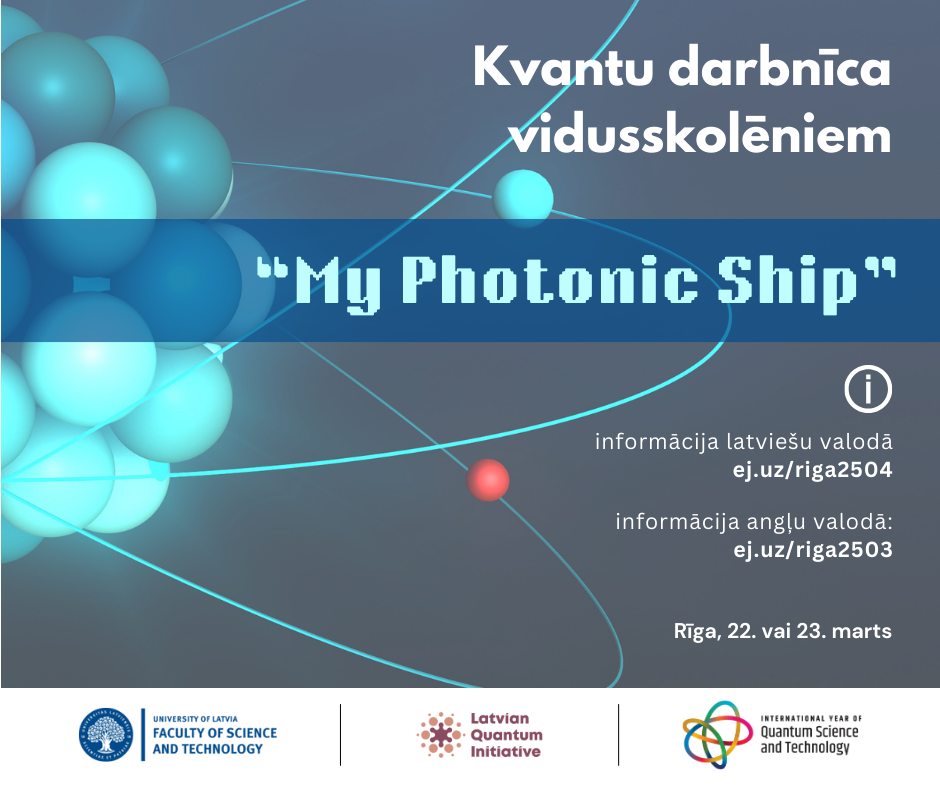 Kvantu darbnīca
vidusskolēniem
“My Photonic Ship”
i
informācija latviešu valodā
ej.uz/riga2504
informācija angļu valodā:
ej.uz/riga2503
Rīga, 22. vai 23. marts
UNIVERSITY OF LATVIA
FACULTY OF SCIENCE
AND TECHNOLOGY
Latvian
Quantum
Initiative
INTERNATIONAL YEAR OF
Quantum Science
and Technology